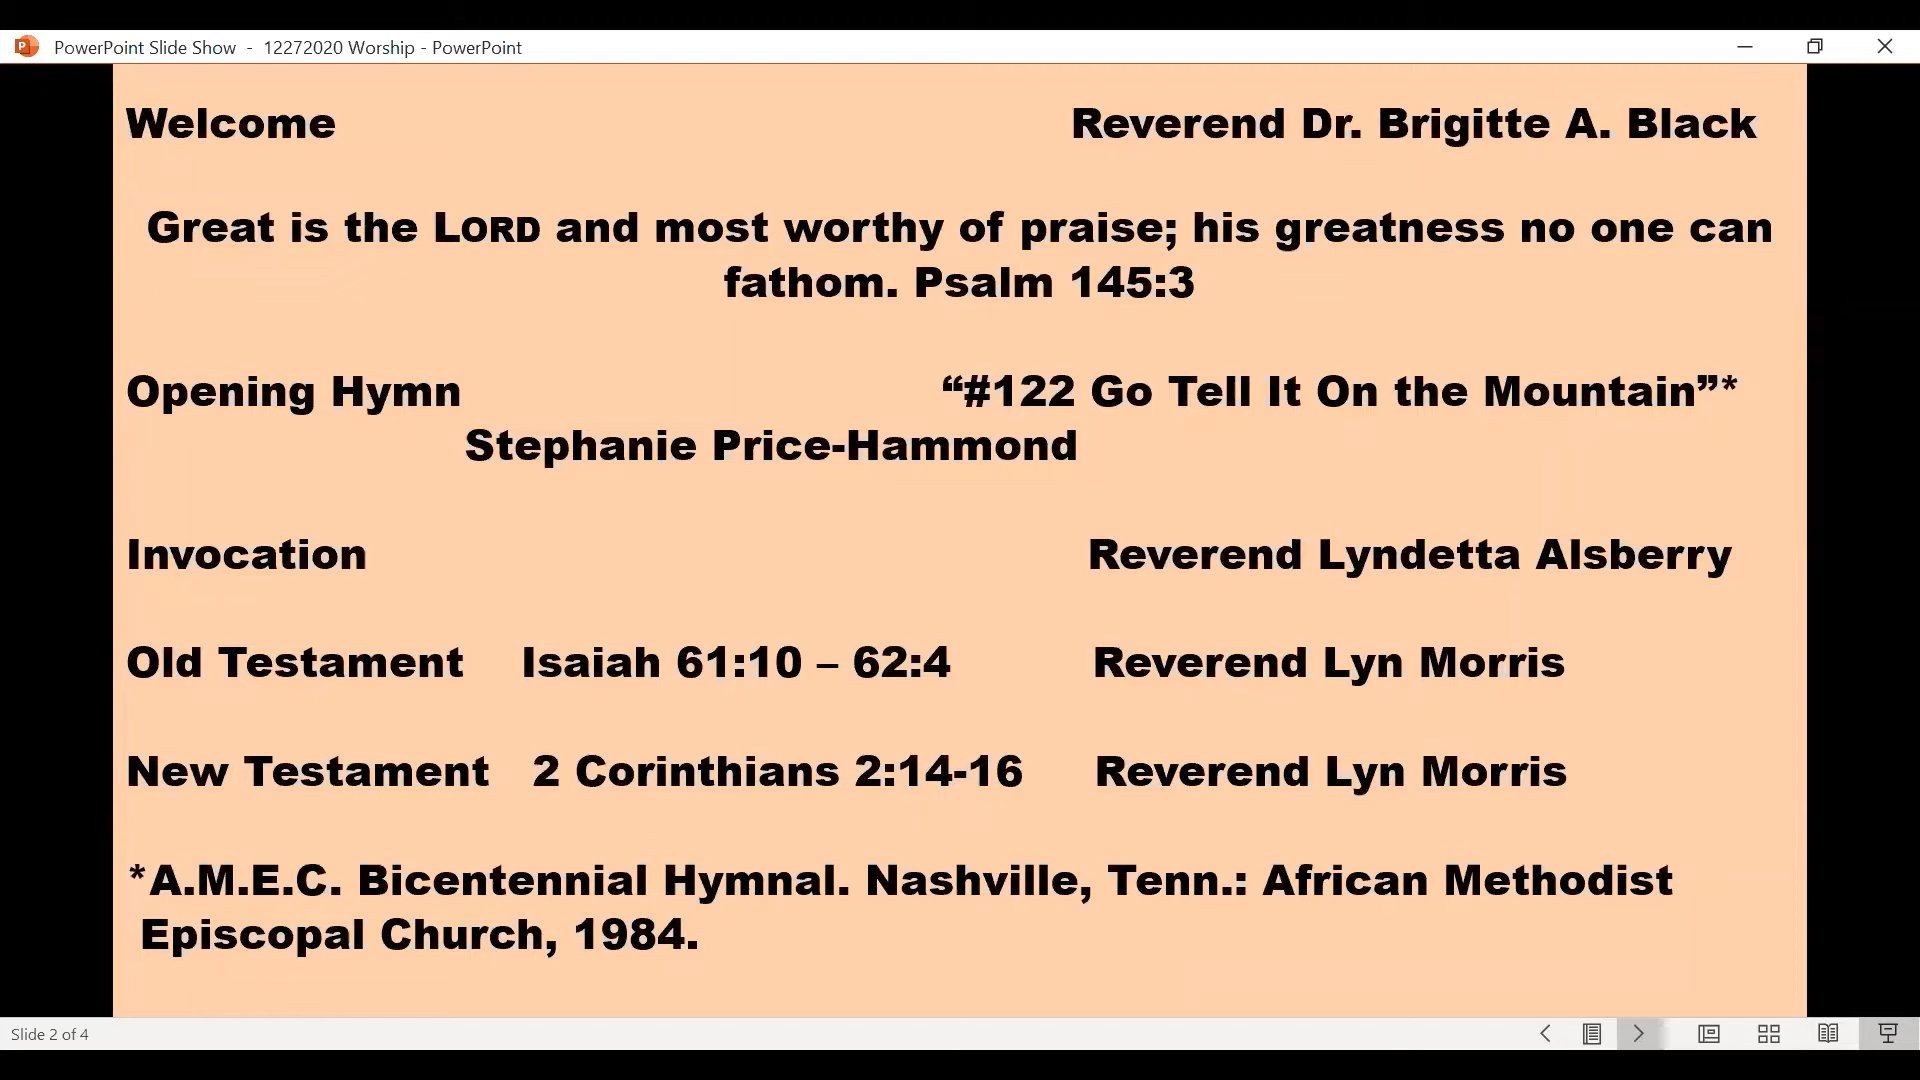 PowerPoint Slide Show - 12272020 Worship - PowerPoint
Welcome Reverend Dr. Brigitte A. Black
Great is the LORD and most worthy of praise; his greatness no one can
fathom. Psalm 145:3
Opening Hymn “#122 Go Tell It On the Mountain”*
Stephanie Price-Hammond
Invocation Reverend Lyndetta Alsberry
Old Testament Isaiah 61:10 – 62:4 Reverend Lyn Morris
New Testament 2 Corinthians 2:14-16 Reverend Lyn Morris
*A.M.E.C. Bicentennial Hymnal. Nashville, Tenn.: African Methodist
Episcopal Church, 1984.
Slide 2 of 4